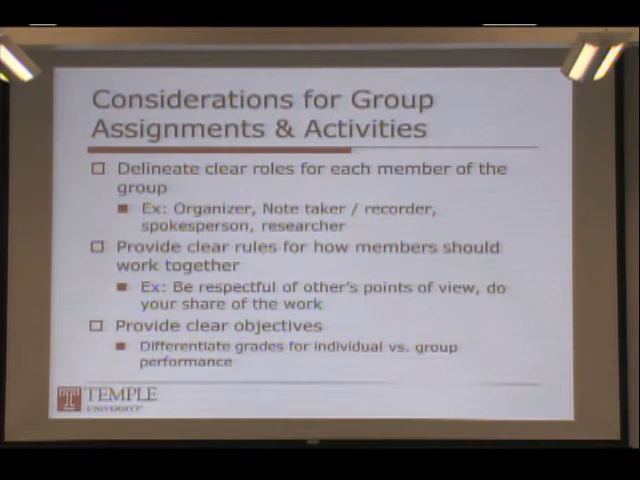 Considerations for Group
Assignments & Activities
Delineate clear roles for each member of the
group
Ex: Organizer, Note taker / recorder,
spokesperson, researcher
Provide clear rules for how members should
work together
Ex: Be respectful of other's points of view, do
your share of the work
Provide clear objectives
Differentiate grades for individual vs. group
performance
TEMPLE
UNIVERSITY